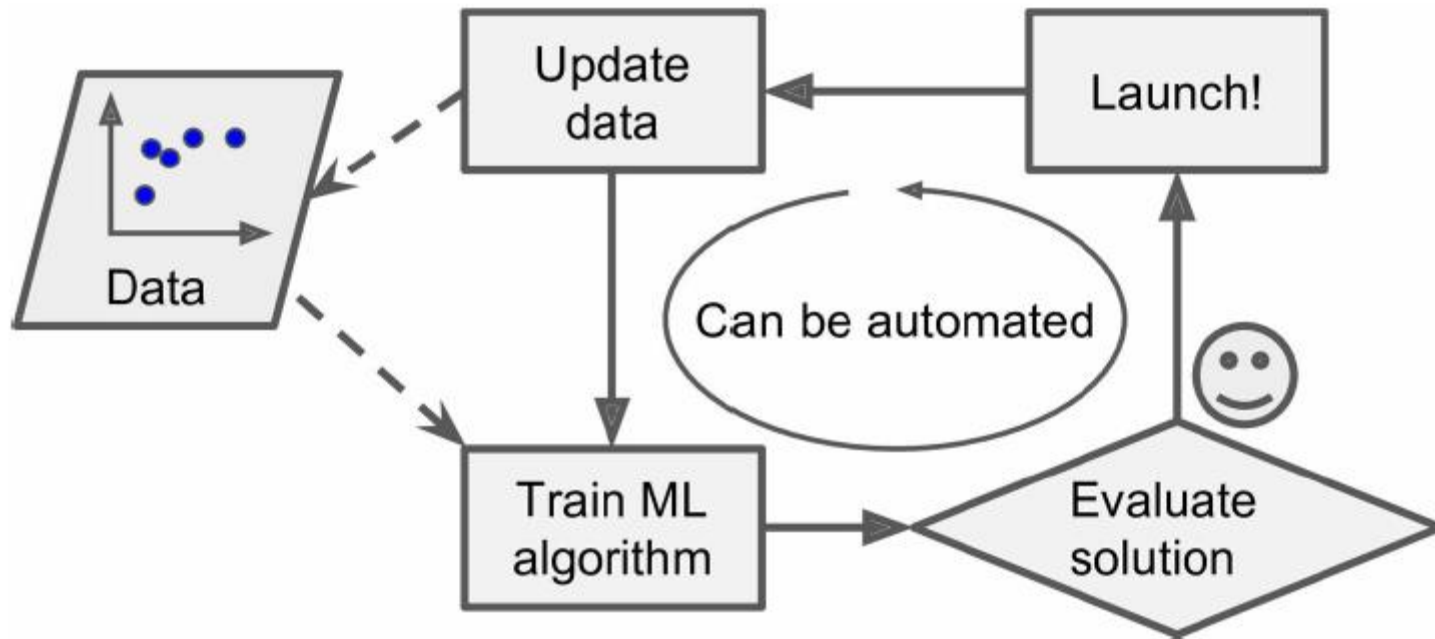 Update
data
Launch!
Data
Can be automated
Train ML
algorithm
Evaluate
solution